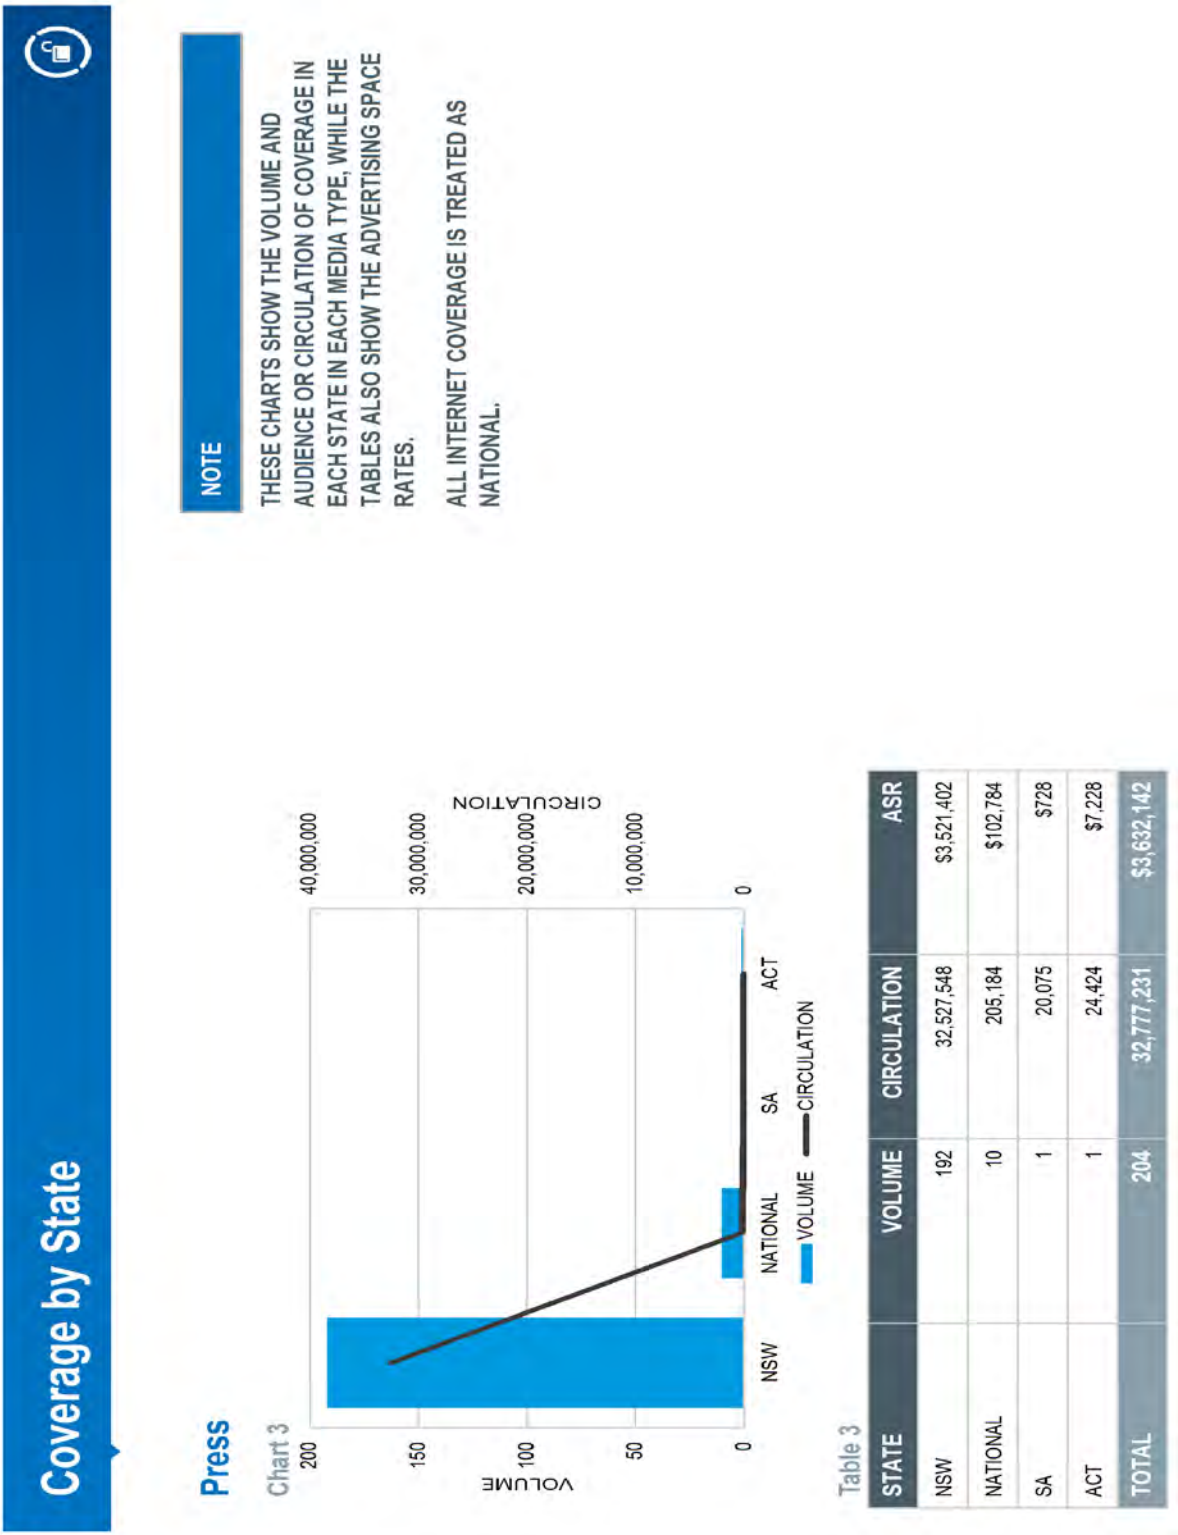 Coverage by State
Press
Chart 3
VOLUME
200
150
100
50
0
CIRCULATION
40,000,000
30,000,000
20,000,000
10,000,000
0
NSW NATIONAL SA ACT
VOLUME CIRCULATION
NOTE
THESE CHARTS SHOW THE VOLUME AND
AUDIENCE OR CIRCULATION OF COVERAGE IN
EACH STATE IN EACH MEDIA TYPE, WHILE THE
TABLES ALSO SHOW THE ADVERTISING SPACE
RATES.
ALL INTERNET COVERAGE IS TREATED AS
NATIONAL.
Table 3
STATE VOLUME CIRCULATION ASR
NSW 192 32,527,548 $3,521,402
NATIONAL 10 205,184 $102,784
SA 1 20,075 $728
ACT 1 24,424 $7,228
TOTAL 204 32,777,231 $3,632,142